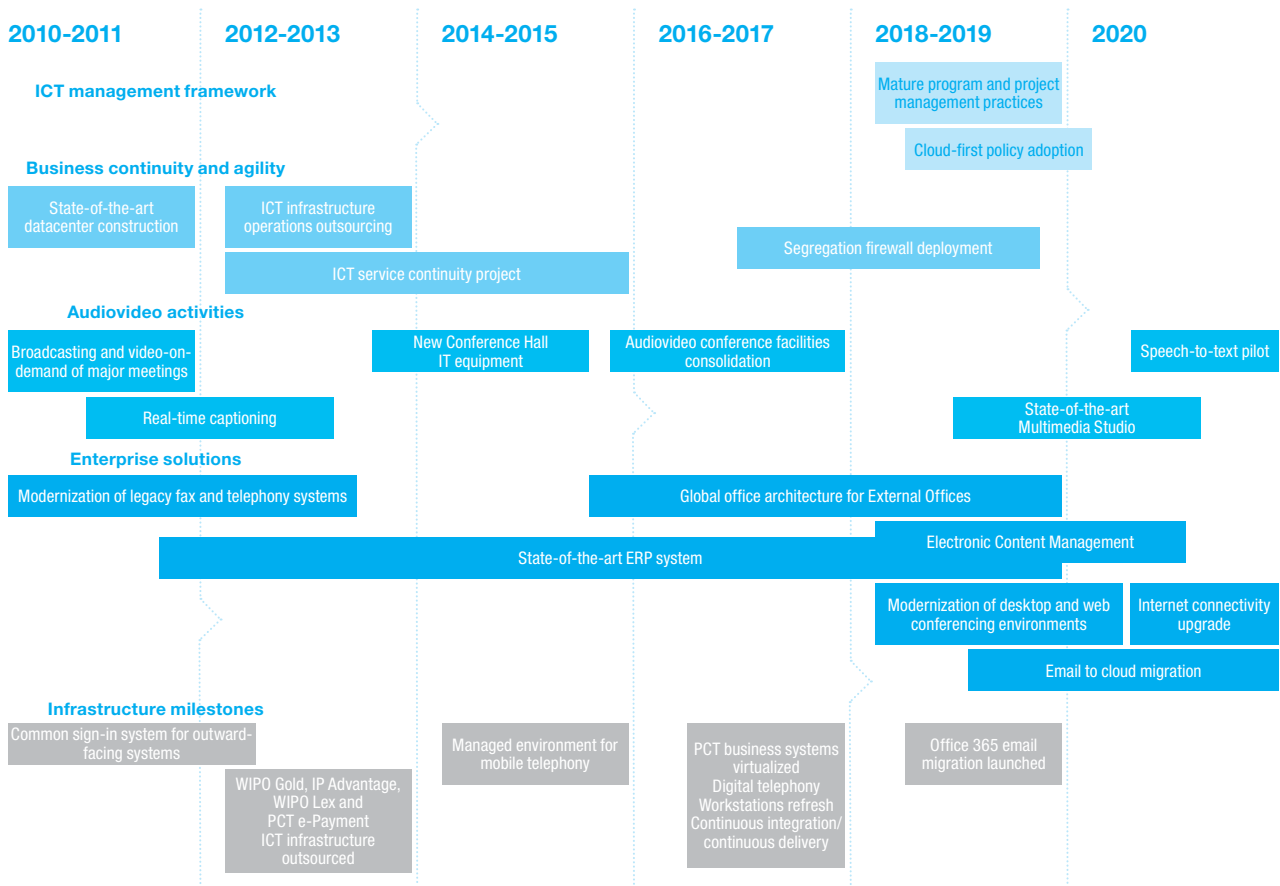 2010-2011
2012-2013
2014-2015
2016-2017
2018-2019
2020
ICT management framework
Mature program and project
management practices
Cloud-first policy adoption
Business continuity and agility
State-of-the-art
datacenter construction
ICT infrastructure
operations outsourcing
Segregation firewall deployment
ICT service continuity project
Audiovideo activities
Broadcasting and video-on-
demand of major meetings
New Conference Hall
IT equipment
Audiovideo conference facilities
consolidation
Speech-to-text pilot
Real-time captioning
State-of-the-art
Multimedia Studio
Enterprise solutions
Modernization of legacy fax and telephony systems
Global office architecture for External Offices
Electronic Content Management
State-of-the-art ERP system
Modernization of desktop and web
conferencing environments
Internet connectivity
upgrade
Email to cloud migration
Infrastructure milestones
Common sign-in system for outward-
facing systems
WIPO Gold, IP Advantage,
WIPO Lex and
PCT e-Payment
ICT infrastructure
outsourced
Managed environment for
mobile telephony
PCT business systems
virtualized
Digital telephony
Workstations refresh
Continuous integration/
continuous delivery
Office 365 email
migration launched